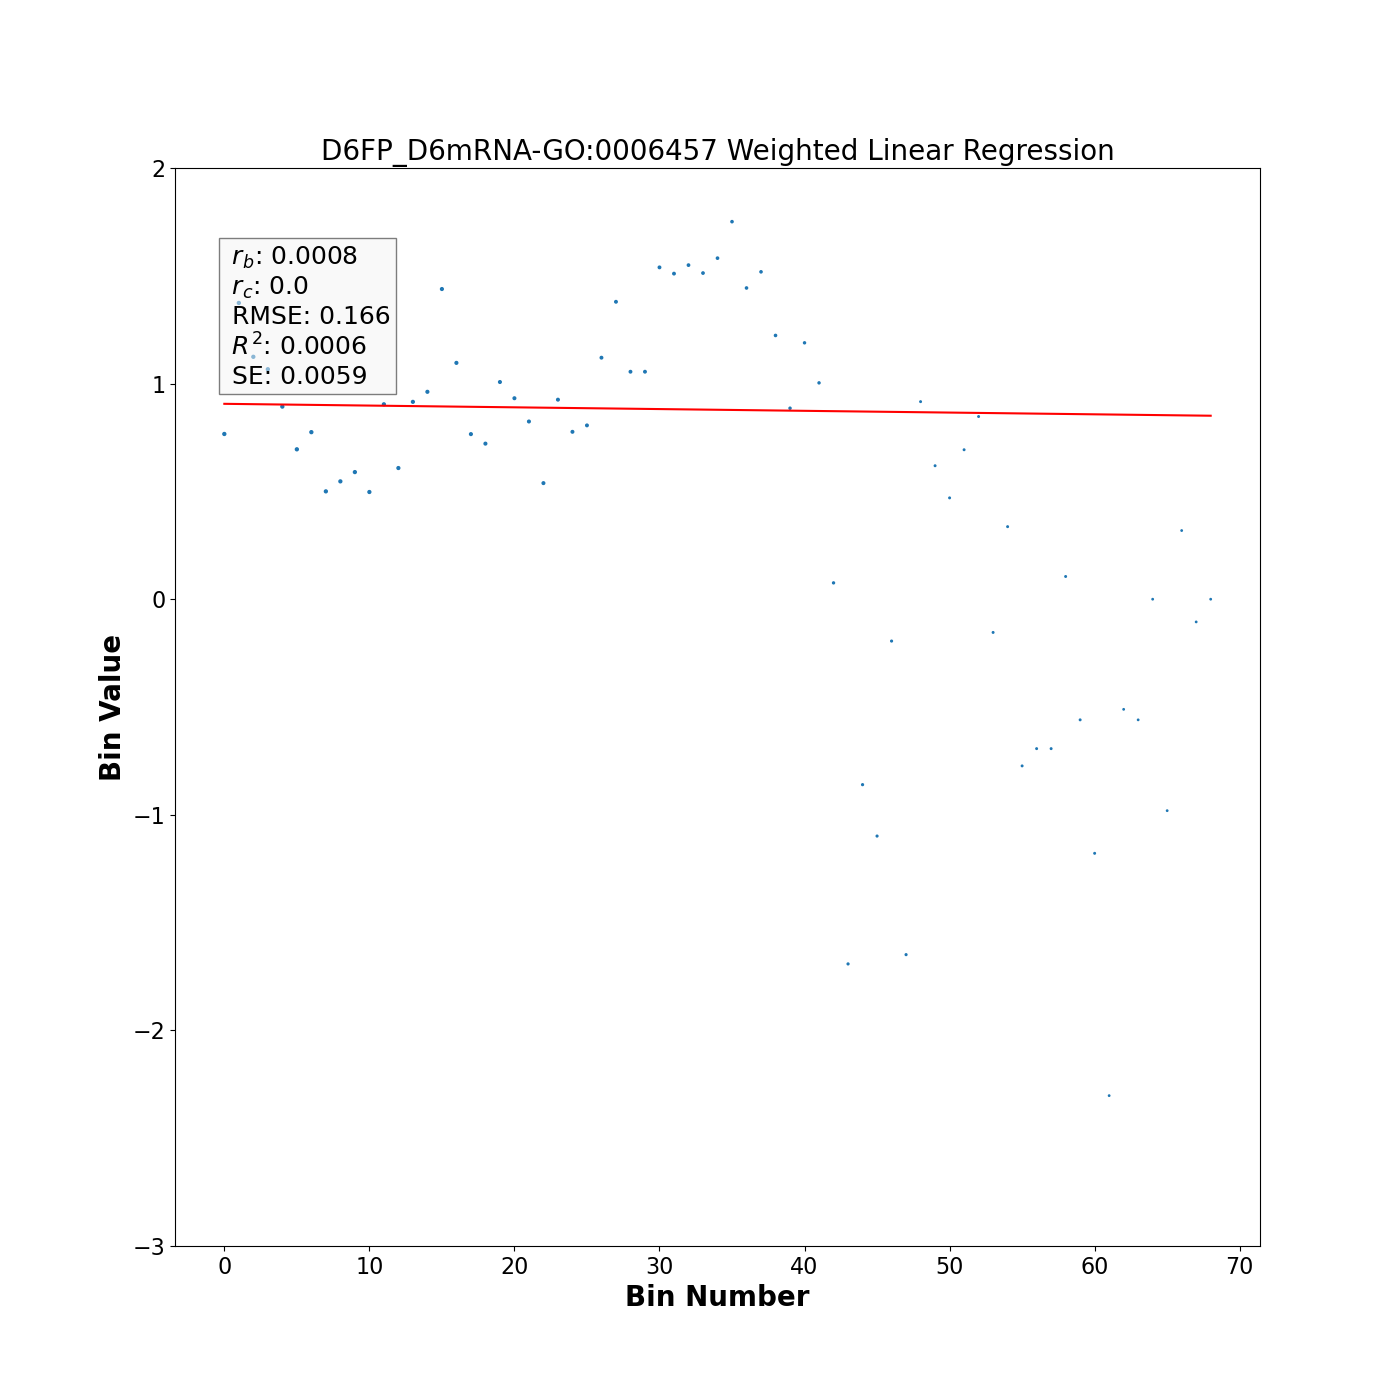 D6FP_D6mRNA-GO:0006457 Weighted Linear Regression
2
r_b: 0.0008
r_c: 0.0
RMSE: 0.166
R²: 0.0006
SE: 0.0059
1
0
−1
−2
−3
Bin Value
0 10 20 30 40 50 60 70
Bin Number